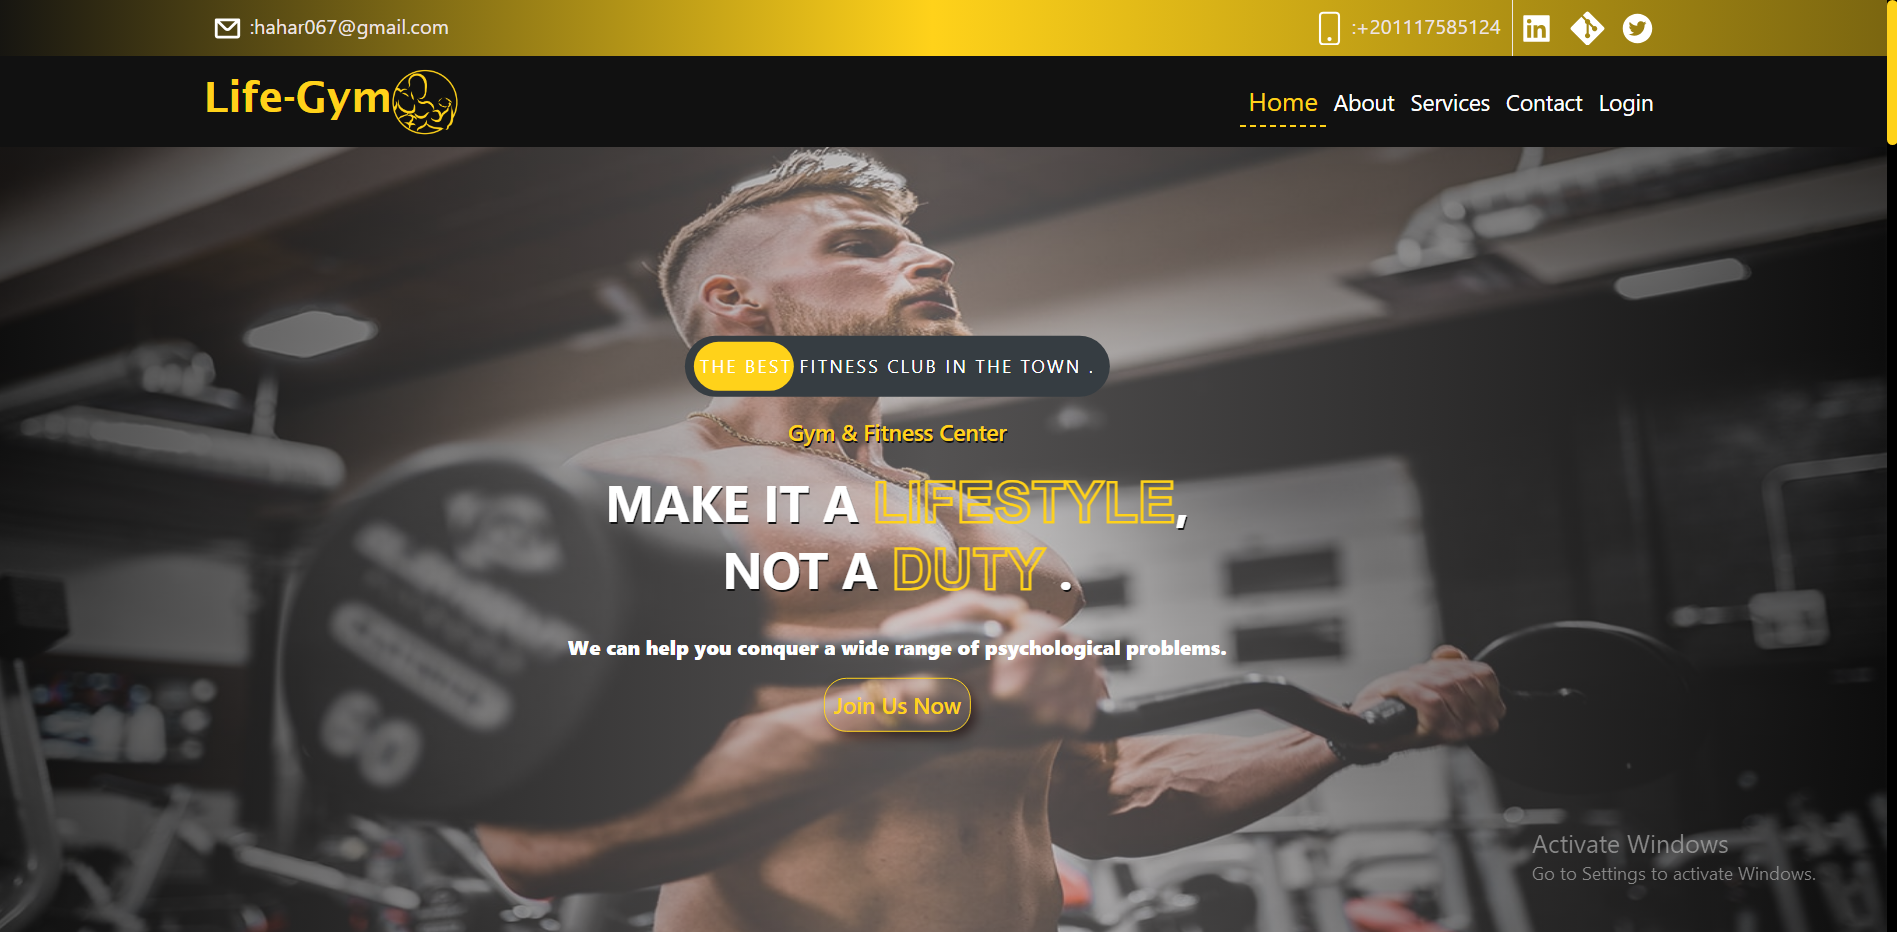 :hahar067@gmail.com
:+201117585124
in
Life-Gym
Home About Services Contact Login
THE BEST FITNESS CLUB IN THE TOWN .
Gym & Fitness Center
MAKE IT A LIFESTYLE,
NOT A DUTY .
We can help you conquer a wide range of psychological problems.
Join Us Now
Activate Windows
Go to Settings to activate Windows.